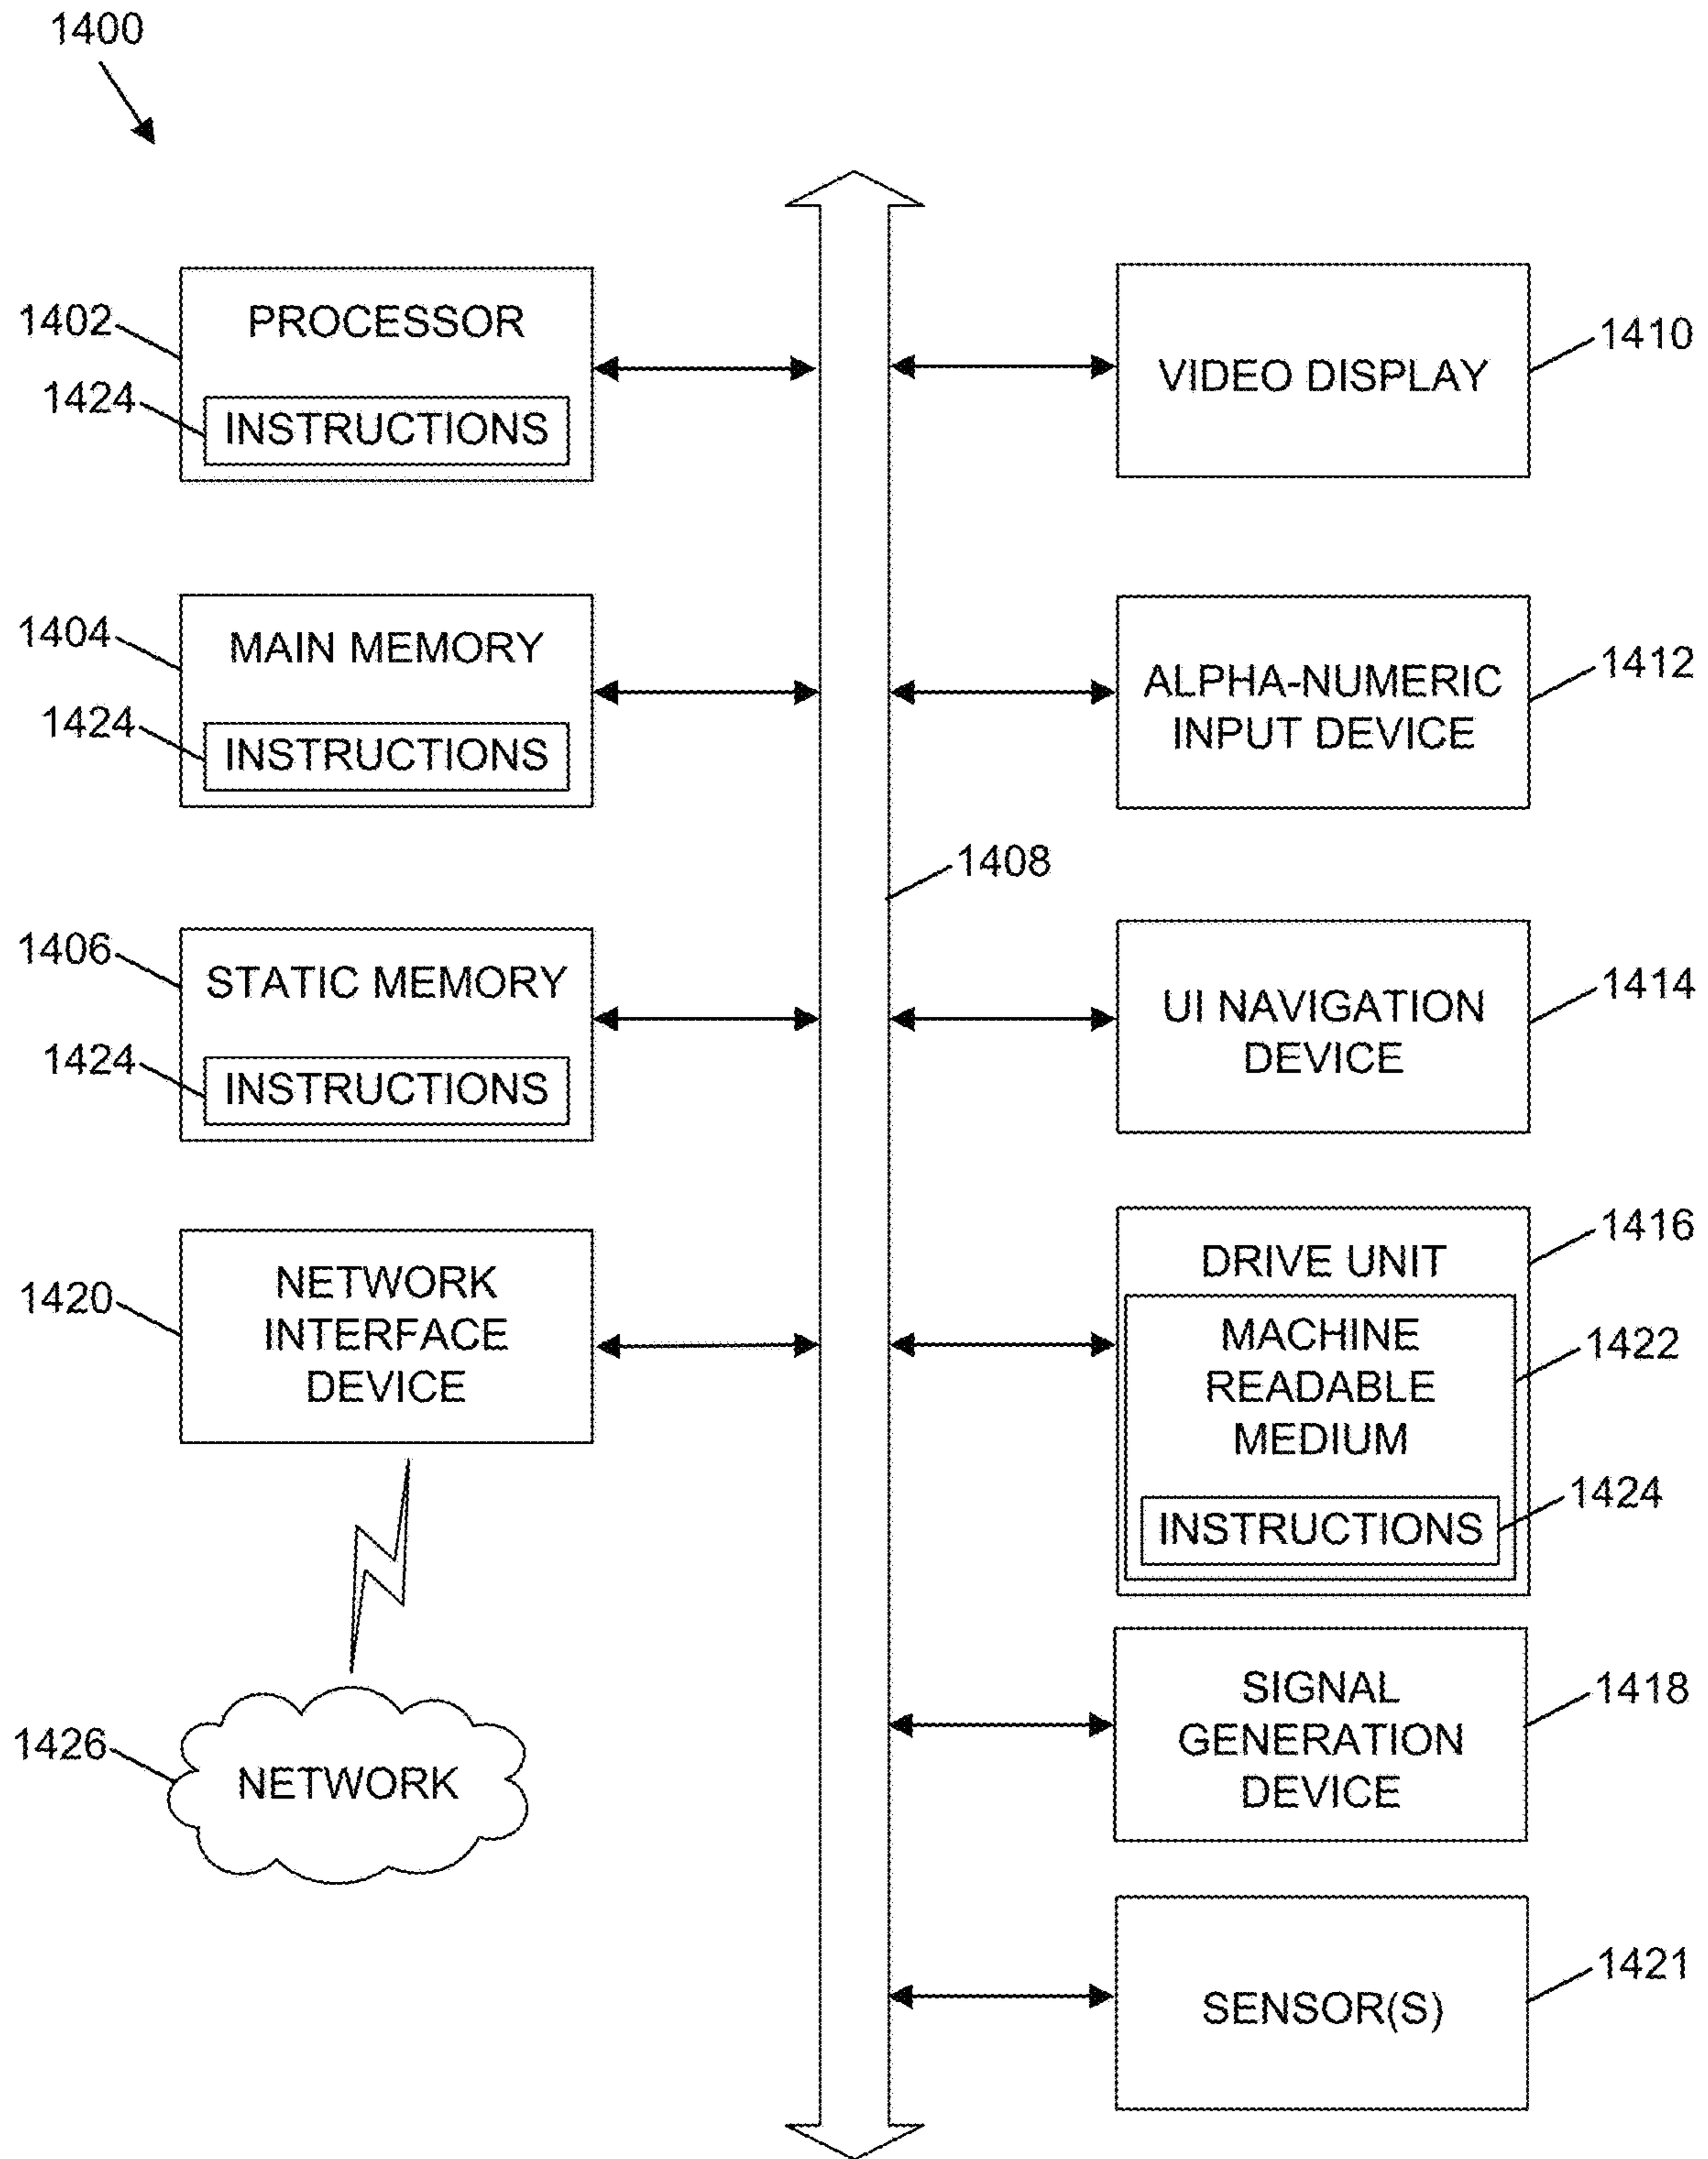 1400
1402
PROCESSOR
1424
INSTRUCTIONS
1404
MAIN MEMORY
1424
INSTRUCTIONS
1406
STATIC MEMORY
1424
INSTRUCTIONS
1420
NETWORK
INTERFACE
DEVICE
1426
NETWORK
1408
VIDEO DISPLAY
1410
ALPHA-NUMERIC
INPUT DEVICE
1412
UI NAVIGATION
DEVICE
1414
DRIVE UNIT
1416
MACHINE
READABLE
MEDIUM
1422
INSTRUCTIONS
1424
SIGNAL
GENERATION
DEVICE
1418
SENSOR(S)
1421